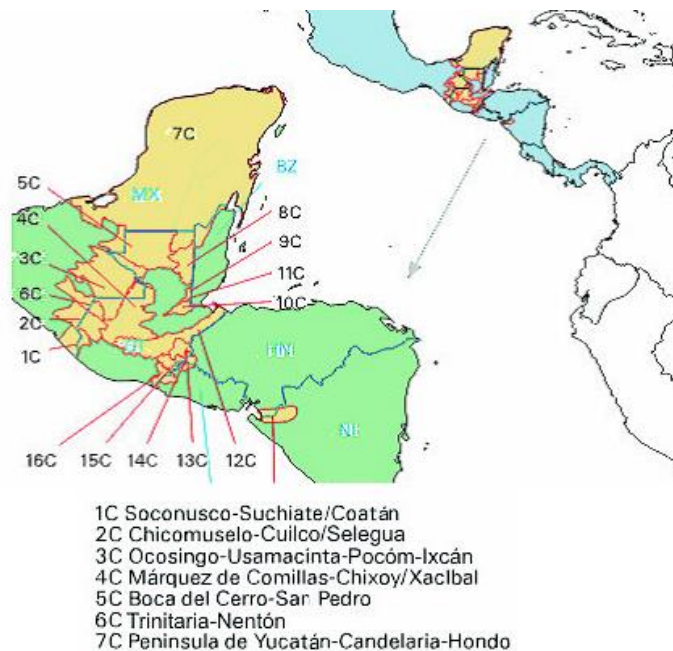 7C
BZ
5C
MX
8C
4C
9C
3C
11C
6C
10C
2C
1C
HN
NI
16C
15C
14C
13C
12C
1C Soconusco-Suchiate/Coatán
2C Chicomuselo-Cuilco/Selegua
3C Ocosingo-Usamacinta-Pocóm-Ixcán
4C Márquez de Comillas-Chixoy/Xaclbal
5C Boca del Cerro-San Pedro
6C Trinitaria-Nentón
7C Peninsula de Yucatán-Candelaria-Hondo